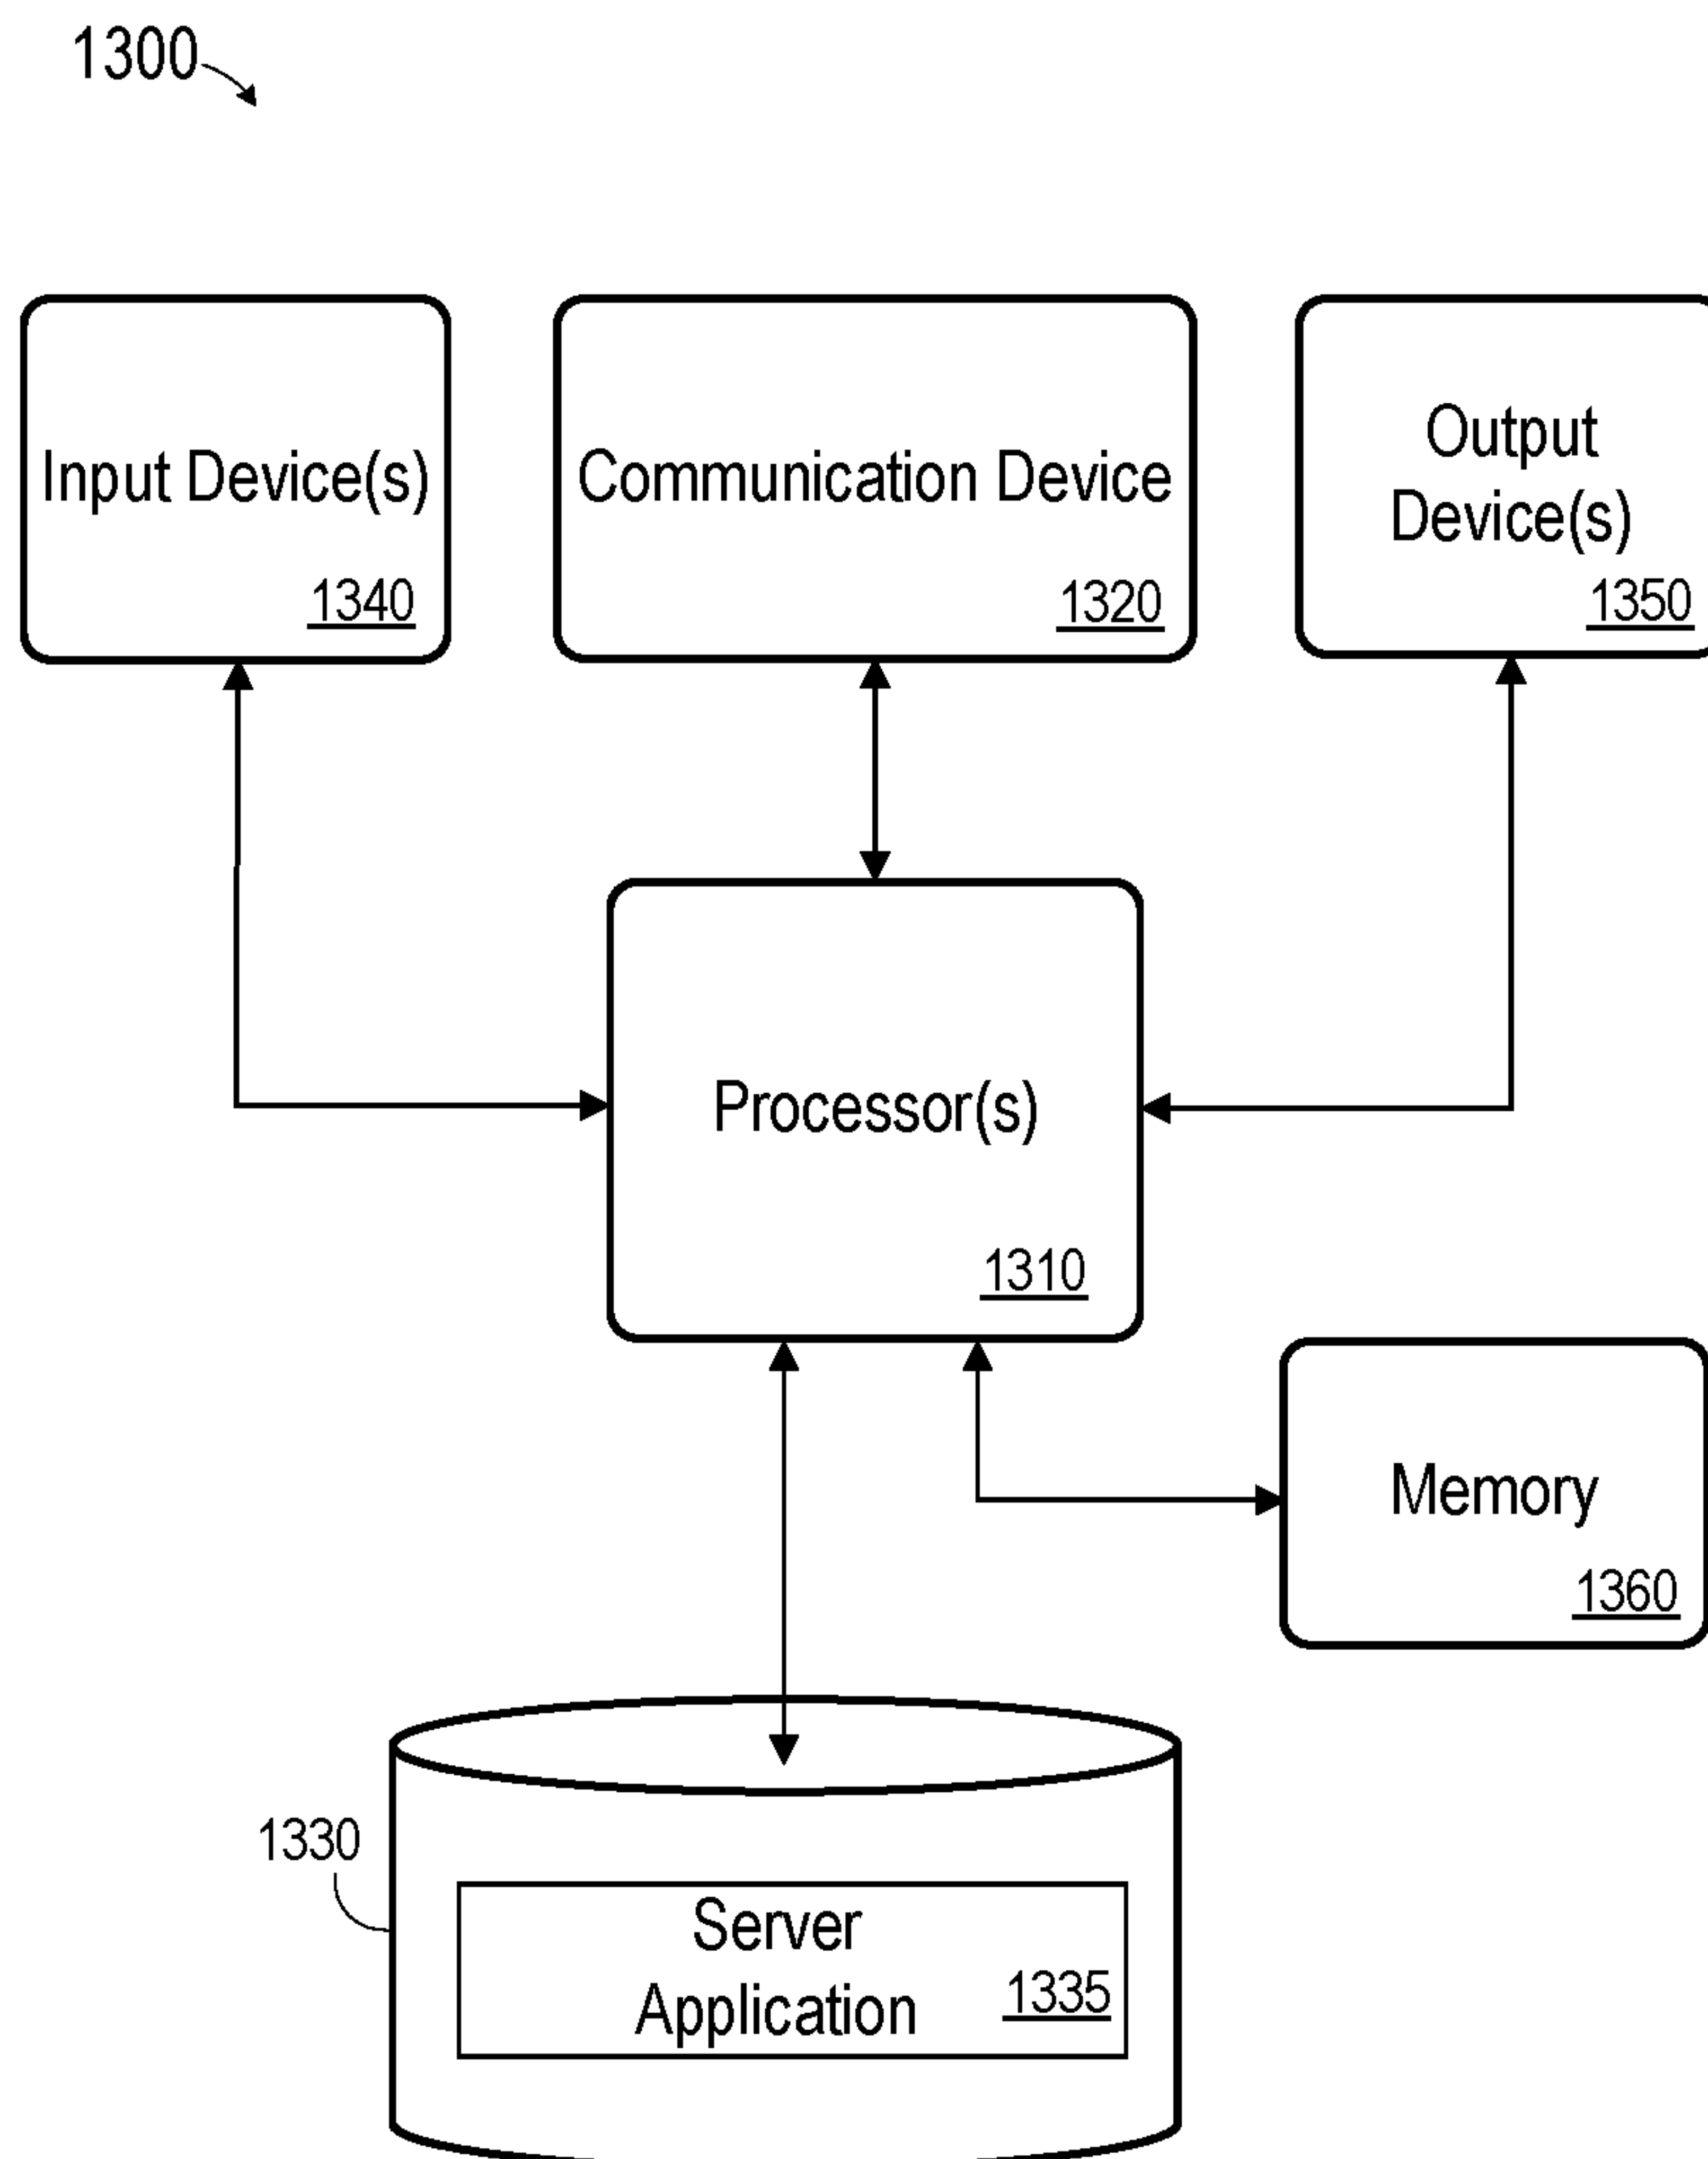 1300
Input Device(s)
1340
Communication Device
1320
Output
Device(s)
1350
Processor(s)
1310
Memory
1360
1330
Server
Application
1335